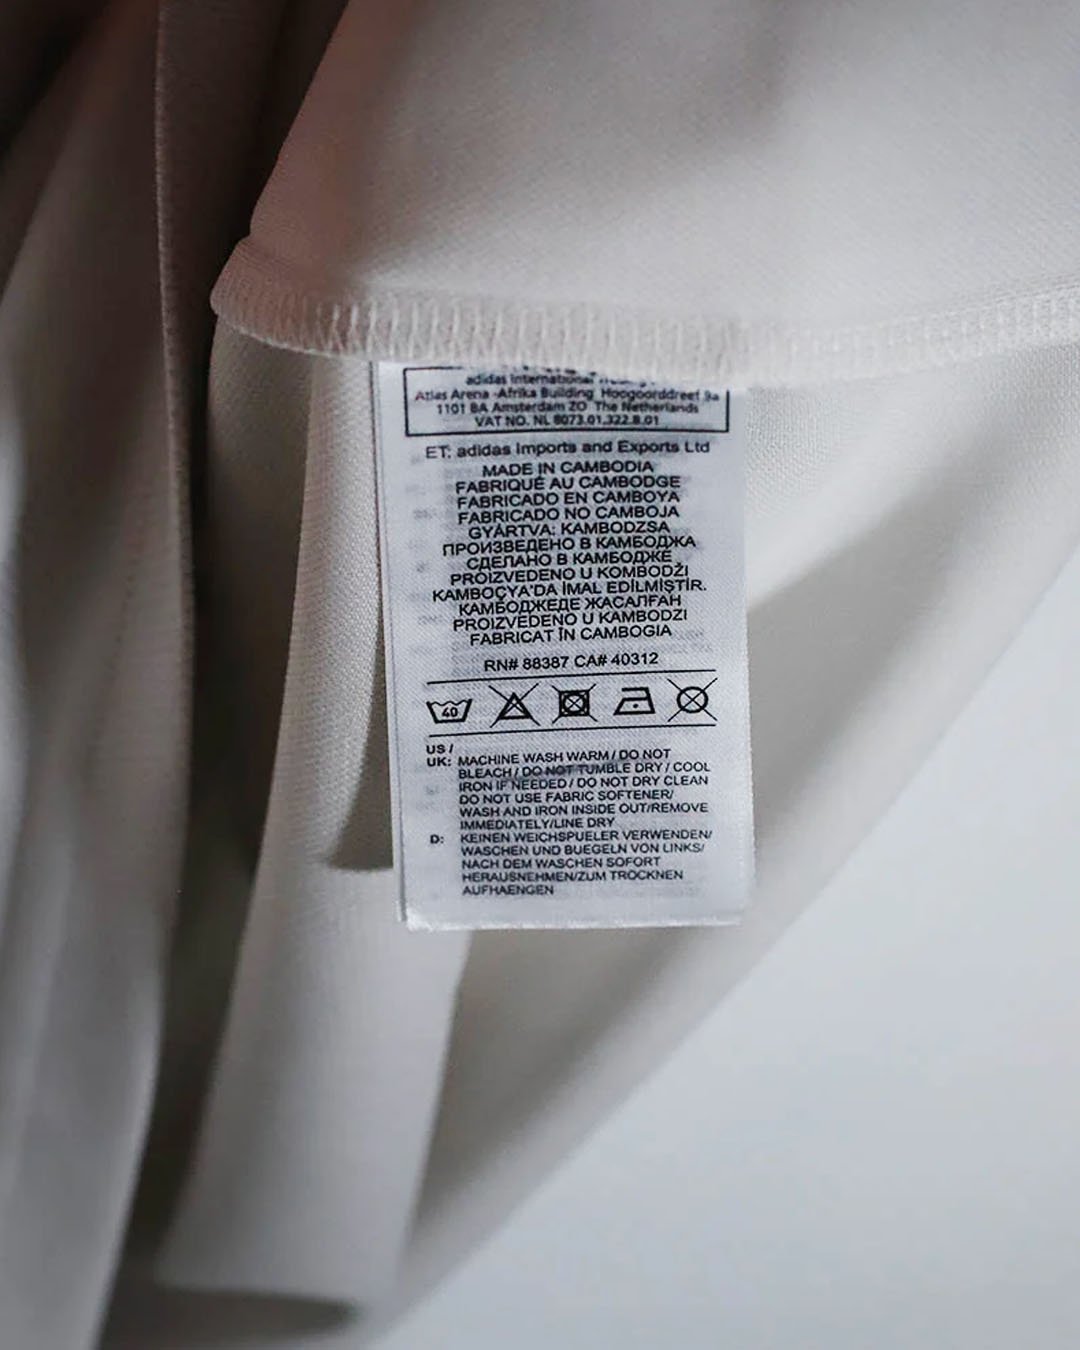 adidas International
Atlas Arena -Afrika Building Hoogoorddreef 9a
1101 BA Amsterdam ZO The Netherlands
VAT NO. NL 8073.01.322.B.01
ET: adidas Imports and Exports Ltd
MADE IN CAMBODIA
FABRIQUÉ AU CAMBODGE
FABRICADO EN CAMBOYA
FABRICADO NO CAMBOJA
GYÁRTVA: KAMBODZSA
ПРОИЗВЕДЕНО В КАМБОДЖА
СДЕЛАНО В КАМБОДЖЕ
PROIZVEDENO U KOMBODŽI
KAMBOÇYA'DA İMAL EDİLMİŞTİR.
КАМБОДЖЕДЕ ЖАСАЛҒАН
PROIZVEDENO U KAMBODZI
FABRICAT ÎN CAMBOGIA
RN# 88387 CA# 40312
40
US /
UK: MACHINE WASH WARM / DO NOT
BLEACH / DO NOT TUMBLE DRY / COOL
IRON IF NEEDED / DO NOT DRY CLEAN
DO NOT USE FABRIC SOFTENER/
WASH AND IRON INSIDE OUT/REMOVE
IMMEDIATELY/LINE DRY
D: KEINEN WEICHSPUELER VERWENDEN/
WASCHEN UND BUEGELN VON LINKS/
NACH DEM WASCHEN SOFORT
HERAUSNEHMEN/ZUM TROCKNEN
AUFHAENGEN